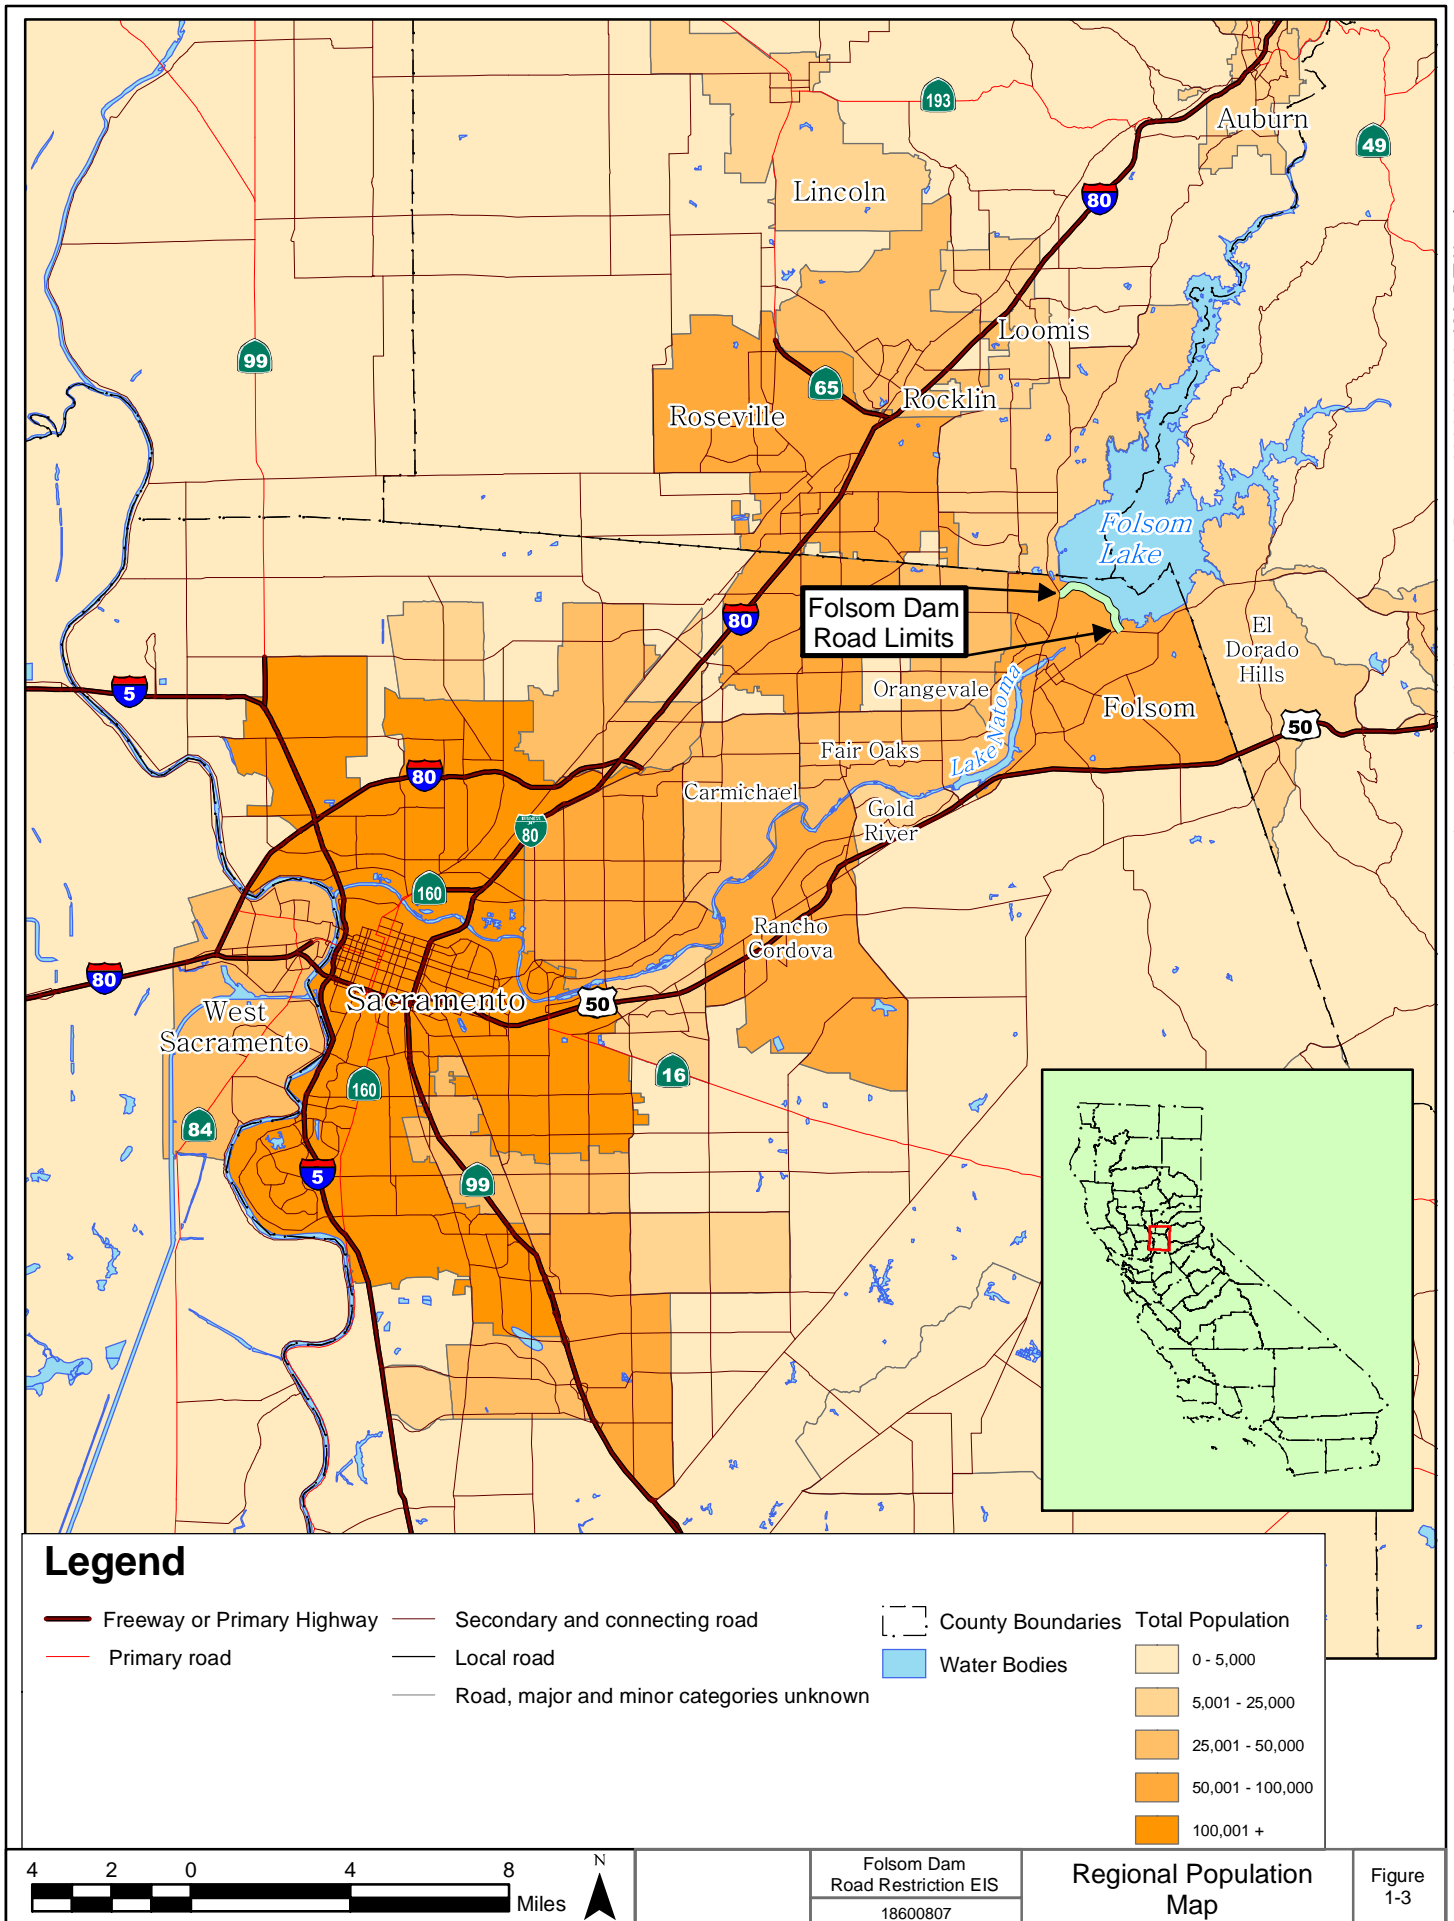 193
Auburn
49
80
Lincoln
Loomis
99
65
Rocklin
Roseville
Folsom
Lake
Folsom Dam
Road Limits
80
El
Dorado
Hills
5
Orangevale
Lake Natoma
Folsom
50
Fair Oaks
80
Carmichael
Gold
River
80
160
Rancho
Cordova
80
Sacramento
50
West
Sacramento
160
16
84
5
99
Legend
Freeway or Primary Highway
Primary road
Secondary and connecting road
Local road
Road, major and minor categories unknown
County Boundaries
Water Bodies
Total Population
0 - 5,000
5,001 - 25,000
25,001 - 50,000
50,001 - 100,000
100,001 +
4 2 0 4 8
Miles
N
Folsom Dam
Road Restriction EIS
18600807
Regional Population
Map
Figure
1-3